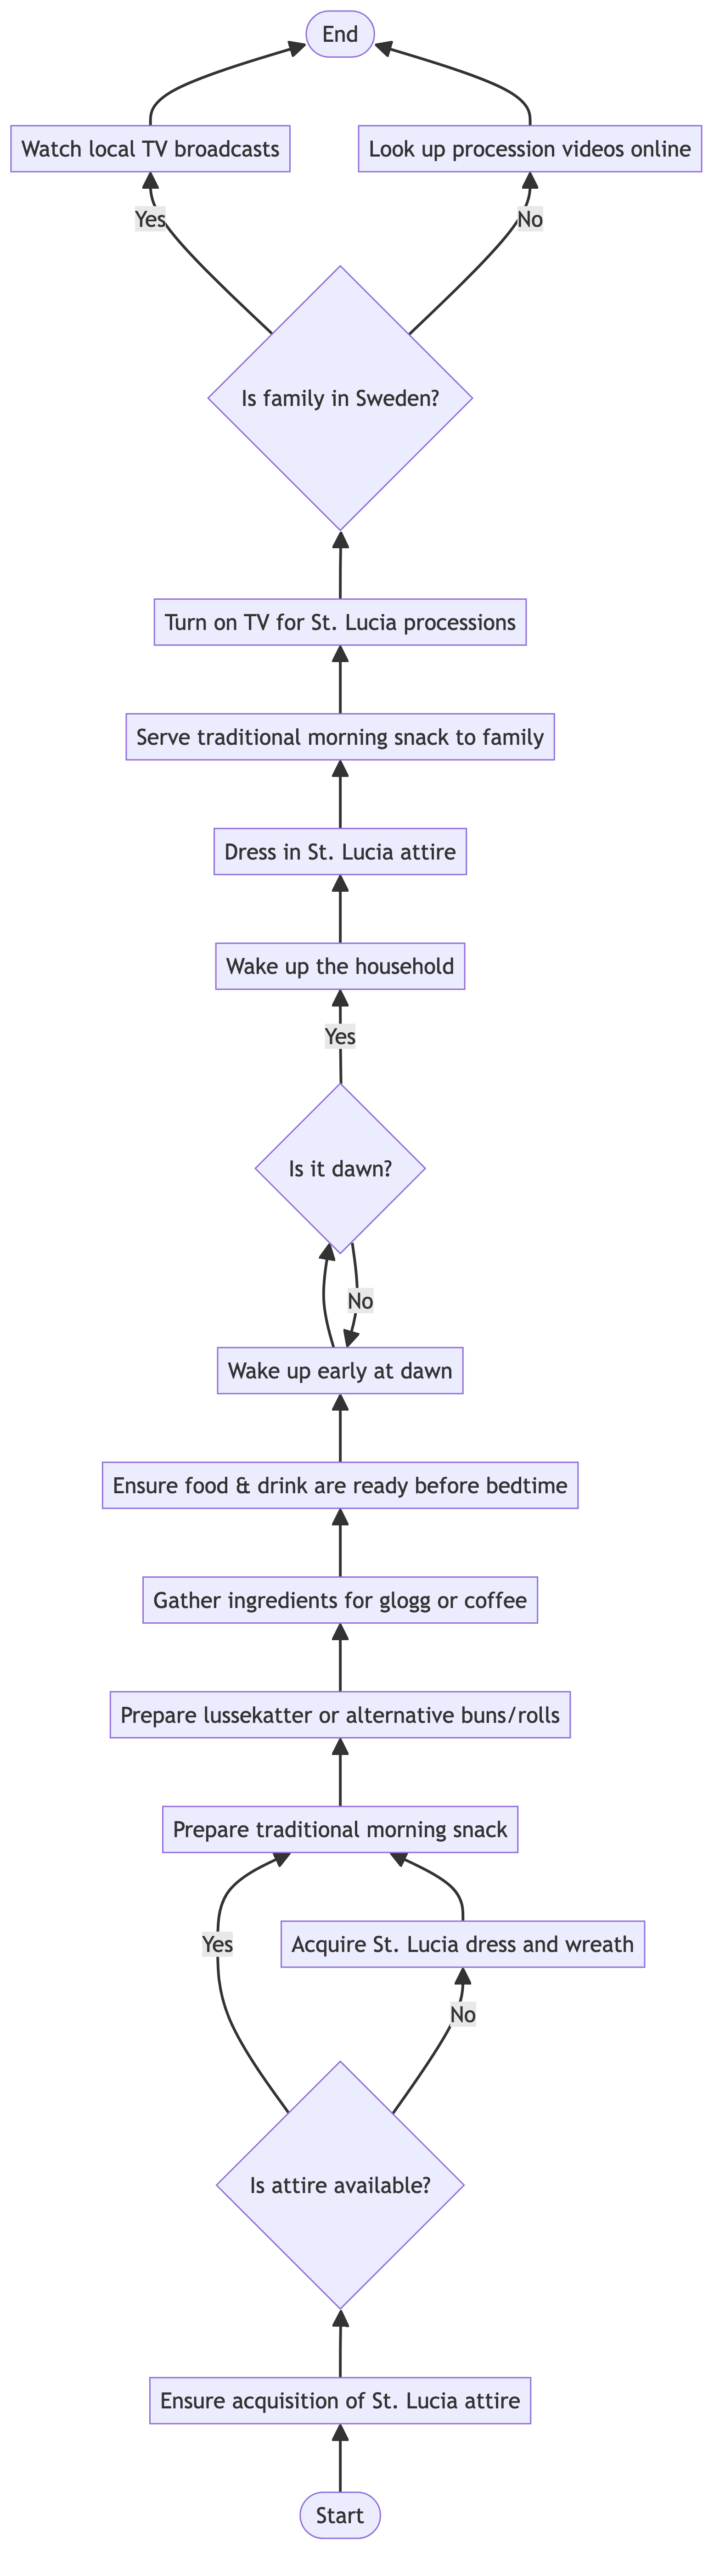 End
Watch local TV broadcasts
Look up procession videos online
Yes
No
Is family in Sweden?
Turn on TV for St. Lucia processions
Serve traditional morning snack to family
Dress in St. Lucia attire
Wake up the household
Yes
Is it dawn?
No
Wake up early at dawn
Ensure food & drink are ready before bedtime
Gather ingredients for glogg or coffee
Prepare lussekatter or alternative buns/rolls
Prepare traditional morning snack
Yes
Acquire St. Lucia dress and wreath
No
Is attire available?
Ensure acquisition of St. Lucia attire
Start